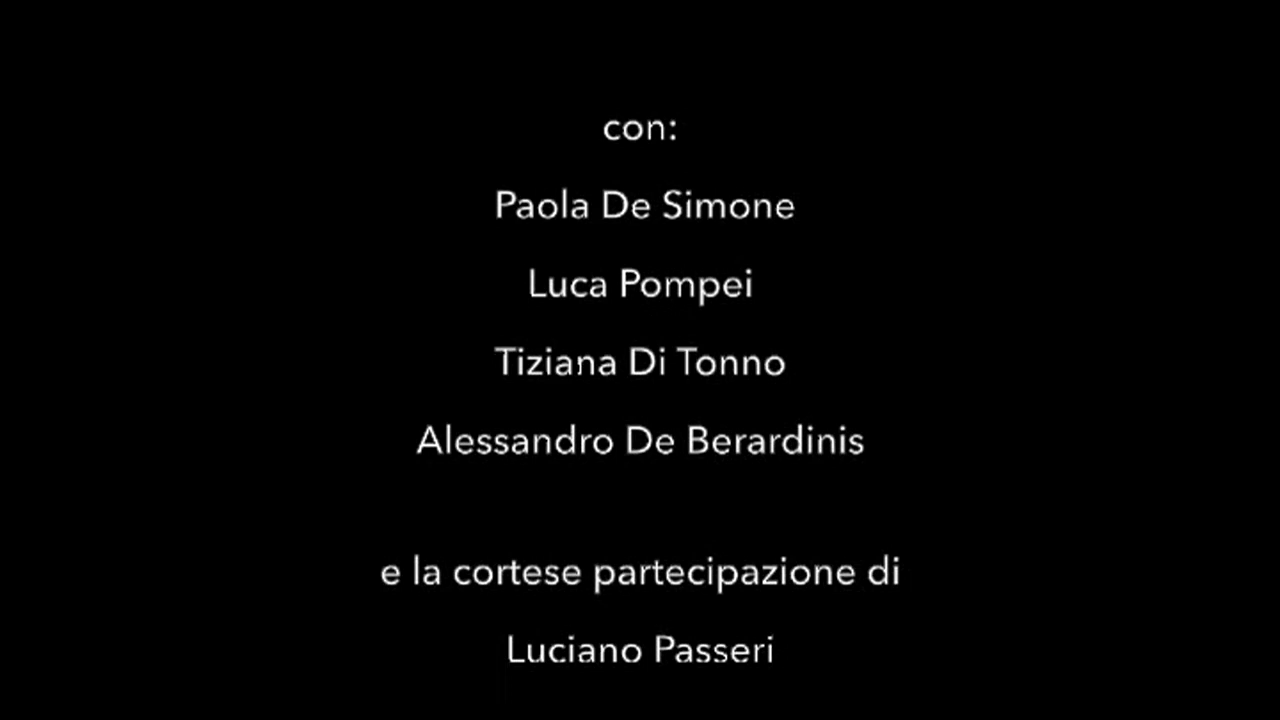 con:
Paola De Simone
Luca Pompei
Tiziana Di Tonno
Alessandro De Berardinis
e la cortese partecipazione di
Luciano Passeri